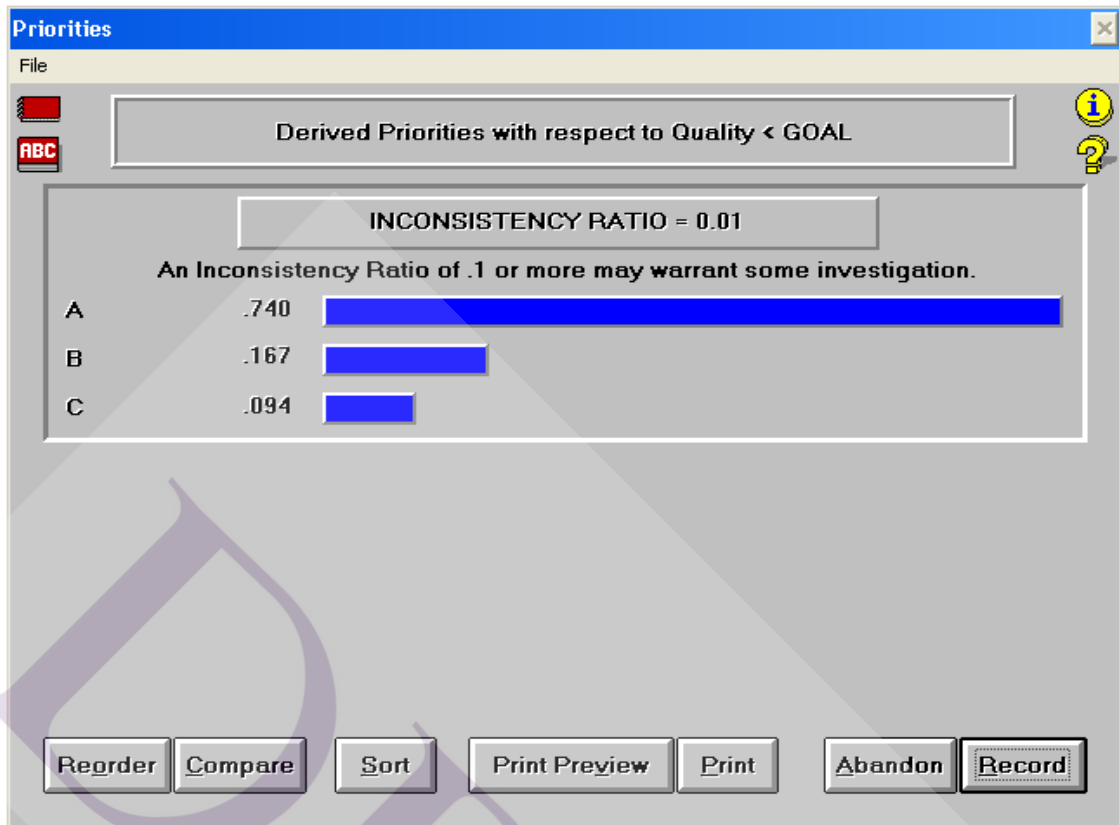 Priorities
File
ABC
Derived Priorities with respect to Quality < GOAL
INCONSISTENCY RATIO = 0.01
An Inconsistency Ratio of .1 or more may warrant some investigation.
A .740
B .167
C .094
Reorder Compare Sort Print Preview Print Abandon Record